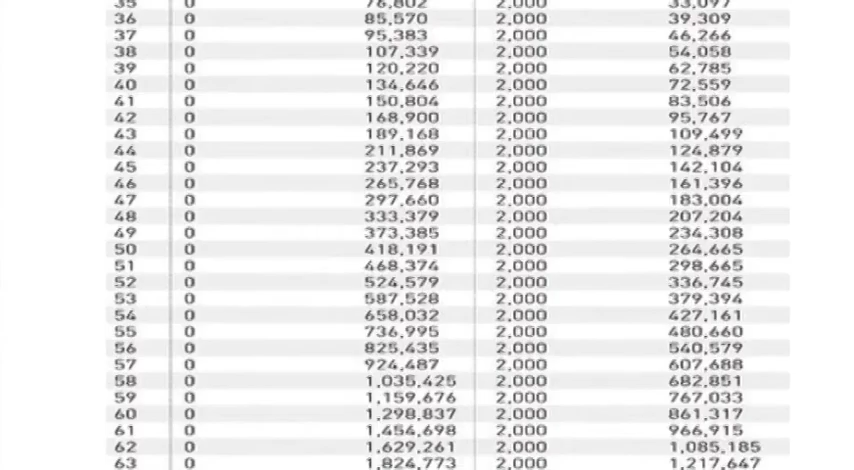 35 0 76,802 2,000 33,097
36 0 85,570 2,000 39,309
37 0 95,383 2,000 46,266
38 0 107,339 2,000 54,058
39 0 120,220 2,000 62,785
40 0 134,646 2,000 72,559
41 0 150,804 2,000 83,506
42 0 168,900 2,000 95,767
43 0 189,168 2,000 109,499
44 0 211,869 2,000 124,879
45 0 237,293 2,000 142,104
46 0 265,768 2,000 161,396
47 0 297,660 2,000 183,004
48 0 333,379 2,000 207,204
49 0 373,385 2,000 234,308
50 0 418,191 2,000 264,665
51 0 468,374 2,000 298,665
52 0 524,579 2,000 336,745
53 0 587,528 2,000 379,394
54 0 658,032 2,000 427,161
55 0 736,995 2,000 480,660
56 0 825,435 2,000 540,579
57 0 924,487 2,000 607,688
58 0 1,035,425 2,000 682,851
59 0 1,159,676 2,000 767,033
60 0 1,298,837 2,000 861,317
61 0 1,454,698 2,000 966,915
62 0 1,629,261 2,000 1,085,185
63 0 1,824,773 2,000 1,217,647